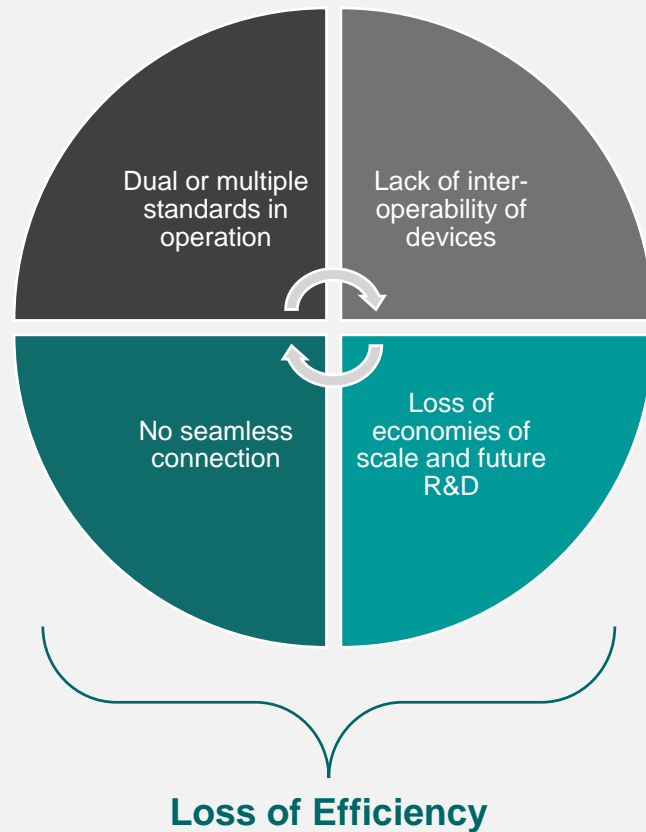 Dual or multiple
standards in
operation
Lack of inter-
operability of
devices
No seamless
connection
Loss of
economies of
scale and future
R&D
Loss of Efficiency